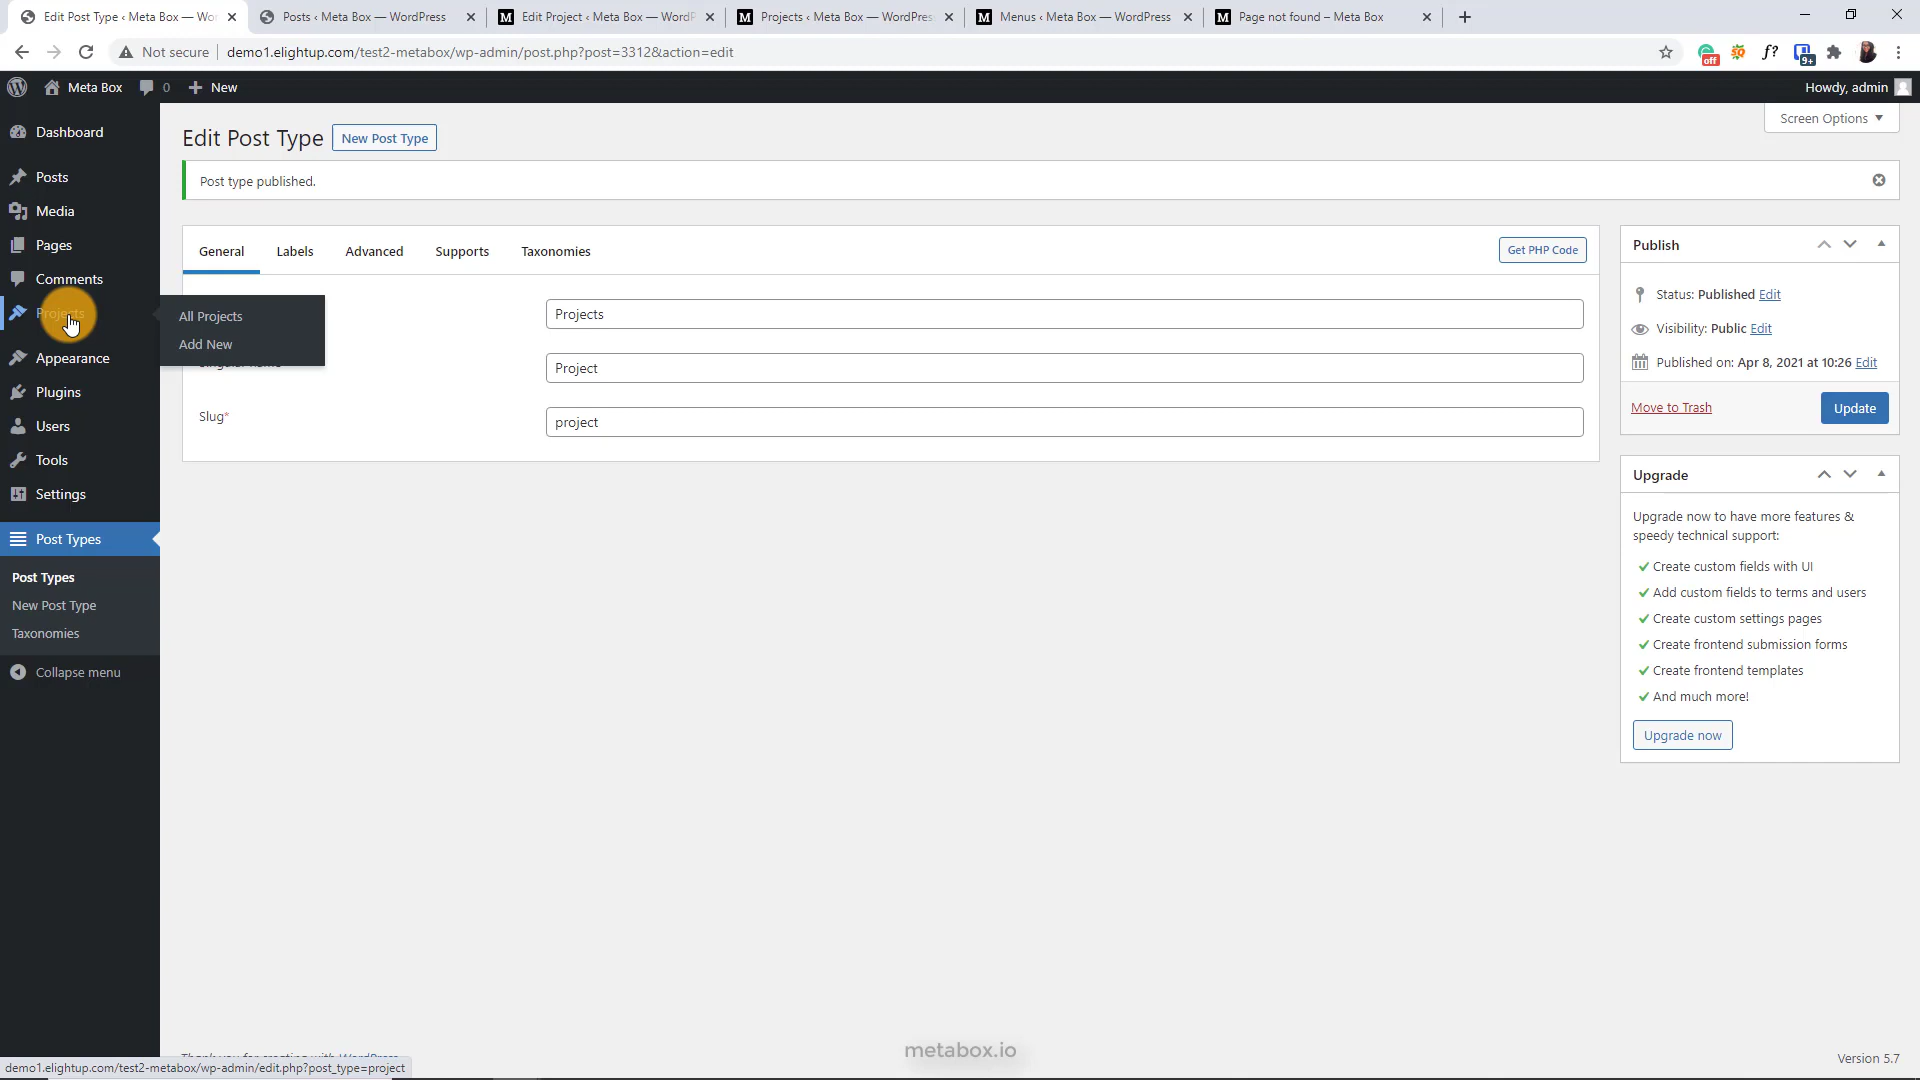 Edit Post Type ‹ Meta Box — Wor
Posts ‹ Meta Box — WordPress
Edit Project ‹ Meta Box — WordP
Projects ‹ Meta Box — WordPres
Menus ‹ Meta Box — WordPress
Page not found – Meta Box
Not secure
demo1.elightup.com/test2-metabox/wp-admin/post.php?post=3312&action=edit
off
f?
9+
Meta Box
0
New
Howdy, admin
Screen Options
Dashboard
Posts
Media
Pages
Comments
Projects
All Projects
Add New
Appearance
Plugins
Users
Tools
Settings
Post Types
Post Types
New Post Type
Taxonomies
Collapse menu
Edit Post Type
New Post Type
Post type published.
General
Labels
Advanced
Supports
Taxonomies
Get PHP Code
Projects
Project
Slug*
project
Publish
Status: Published Edit
Visibility: Public Edit
Published on: Apr 8, 2021 at 10:26 Edit
Move to Trash
Update
Upgrade
Upgrade now to have more features &
speedy technical support:
Create custom fields with UI
Add custom fields to terms and users
Create custom settings pages
Create frontend submission forms
Create frontend templates
And much more!
Upgrade now
metabox.io
Version 5.7
demo1.elightup.com/test2-metabox/wp-admin/edit.php?post_type=project